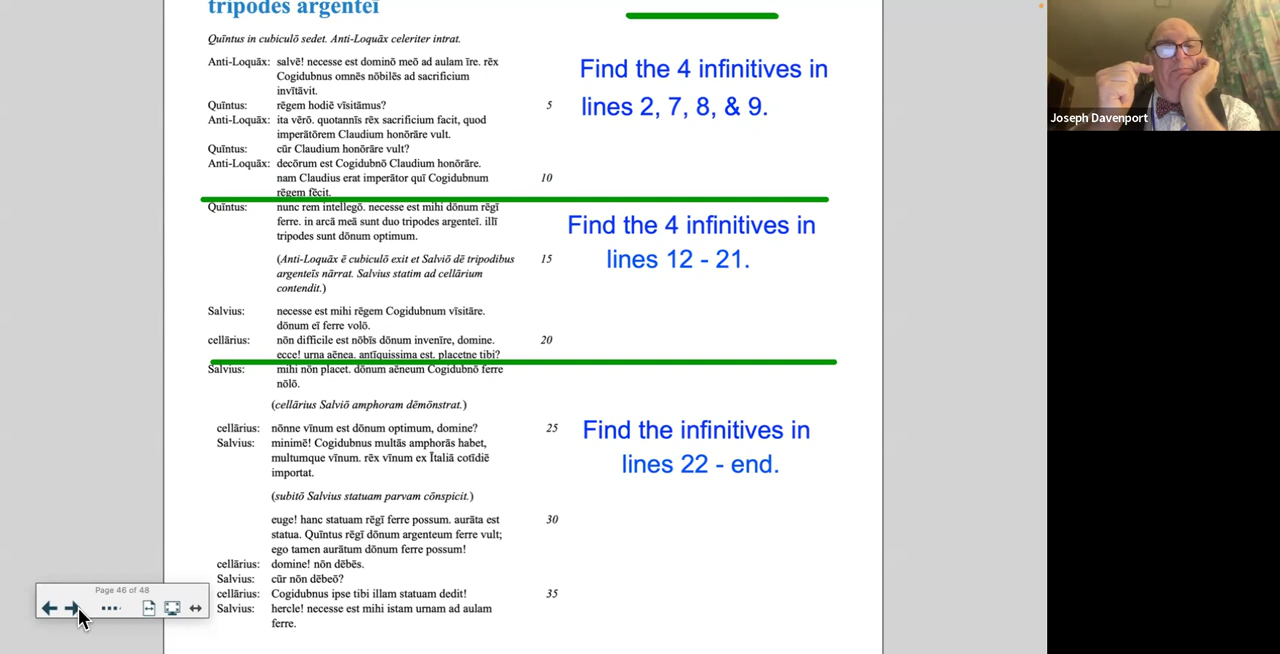 tripodes argenteī
Quīntus in cubiculō sedet. Anti-Loquāx celeriter intrat.
Anti-Loquāx: salvē! necesse est dominō meō ad aulam īre. rēx
Cogidubnus omnēs nōbilēs ad sacrificium
invītāvit.
Quīntus: rēgem hodiē vīsitāmus? 5
Anti-Loquāx: ita vērō. quotannīs rēx sacrificium facit, quod
imperātōrem Claudium honōrāre vult.
Quīntus: cūr Claudium honōrāre vult?
Anti-Loquāx: decōrum est Cogidubnō Claudium honōrāre.
nam Claudius erat imperātor quī Cogidubnum 10
rēgem fēcit.
Quīntus: nunc rem intellegō. necesse est mihi dōnum rēgī
ferre. in arcā meā sunt duo tripodes argenteī. illī
tripodes sunt dōnum optimum.
(Anti-Loquāx ē cubiculō exit et Salviō dē tripodibus 15
argenteīs nārrat. Salvius statim ad cellārium
contendit.)
Salvius: necesse est mihi rēgem Cogidubnum vīsitāre.
dōnum eī ferre volō.
cellārius: nōn difficile est nōbīs dōnum invenīre, domine. 20
ecce! urna aēnea. antīquissima est. placetne tibi?
Salvius: mihi nōn placet. dōnum aēneum Cogidubnō ferre
nōlō.
(cellārius Salviō amphoram dēmōnstrat.)
cellārius: nōnne vīnum est dōnum optimum, domine? 25
Salvius: minimē! Cogidubnus multās amphorās habet,
multumque vīnum. rēx vīnum ex Ītaliā cotīdiē
importat.
(subitō Salvius statuam parvam cōnspicit.)
euge! hanc statuam rēgī ferre possum. aurāta est 30
statua. Quīntus rēgī dōnum argenteum ferre vult;
ego tamen aurātum dōnum ferre possum!
cellārius: domine! nōn dēbēs.
Salvius: cūr nōn dēbeō?
cellārius: Cogidubnus ipse tibi illam statuam dedit! 35
Salvius: hercle! necesse est mihi istam urnam ad aulam
ferre.
Find the 4 infinitives in
lines 2, 7, 8, & 9.
Find the 4 infinitives in
lines 12 - 21.
Find the infinitives in
lines 22 - end.
Page 46 of 48
Joseph Davenport